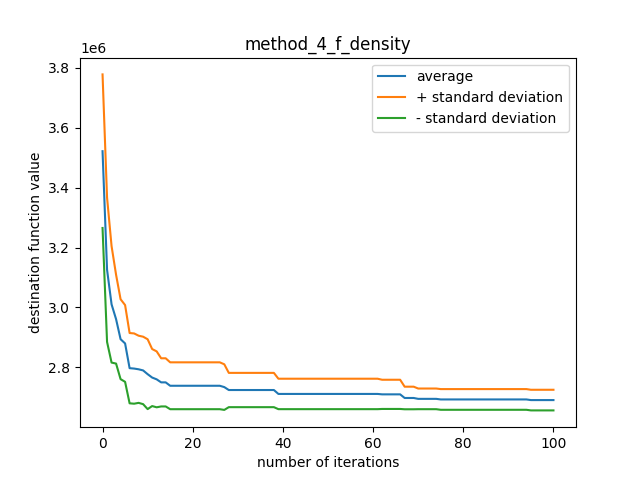 method_4_f_density
1e6
average
+ standard deviation
- standard deviation
destination function value
3.8
3.6
3.4
3.2
3.0
2.8
0 20 40 60 80 100
number of iterations